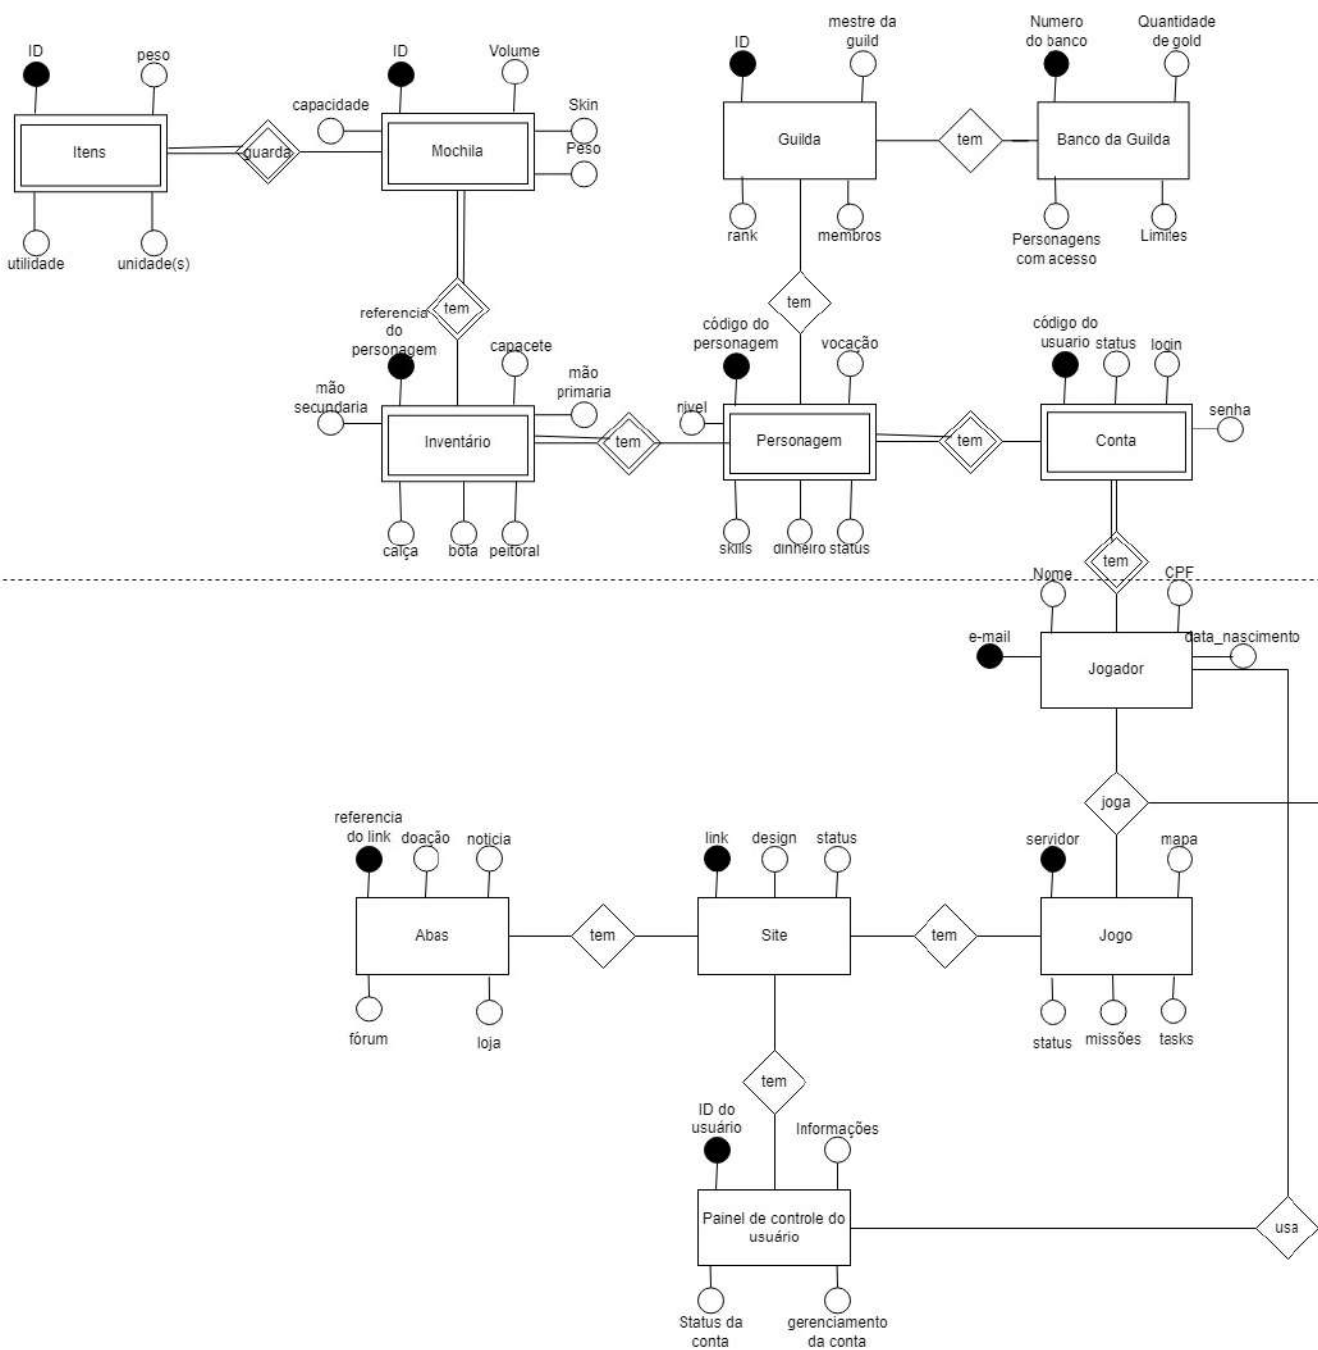 ID
peso
Itens
utilidade
unidade(s)
guarda
ID
Volume
capacidade
Skin
Peso
Mochila
tem
ID
mestre da
guild
Guilda
rank
membros
tem
Numero
do banco
Quantidade
de gold
Banco da Guilda
Personagens
com acesso
Limites
tem
referencia
do
personagem
capacete
mão
secundaria
mão
primaria
Inventário
calça
bota
peitoral
tem
código do
personagem
vocação
nivel
Personagem
skills
dinheiro
status
tem
código do
usuario
status
login
senha
Conta
tem
Nome
CPF
e-mail
data_nascimento
Jogador
joga
referencia
do link
doação
noticia
Abas
fórum
loja
tem
link
design
status
Site
tem
servidor
mapa
Jogo
status
missões
tasks
tem
ID do
usuário
Informações
Painel de controle do
usuário
Status da
conta
gerenciamento
da conta
usa